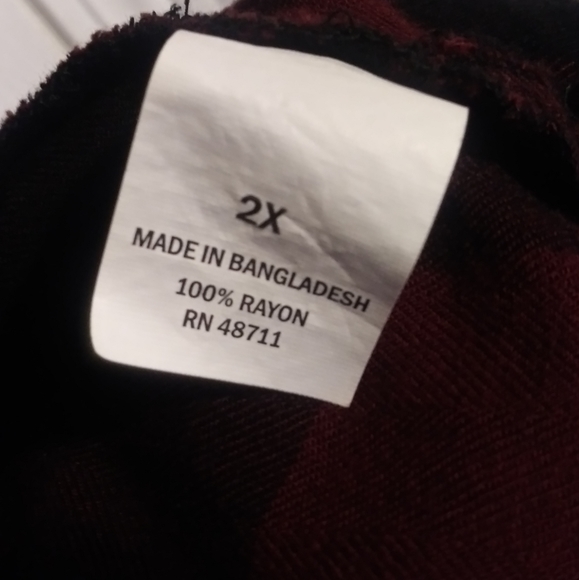 2X
MADE IN BANGLADESH
100% RAYON
RN 48711